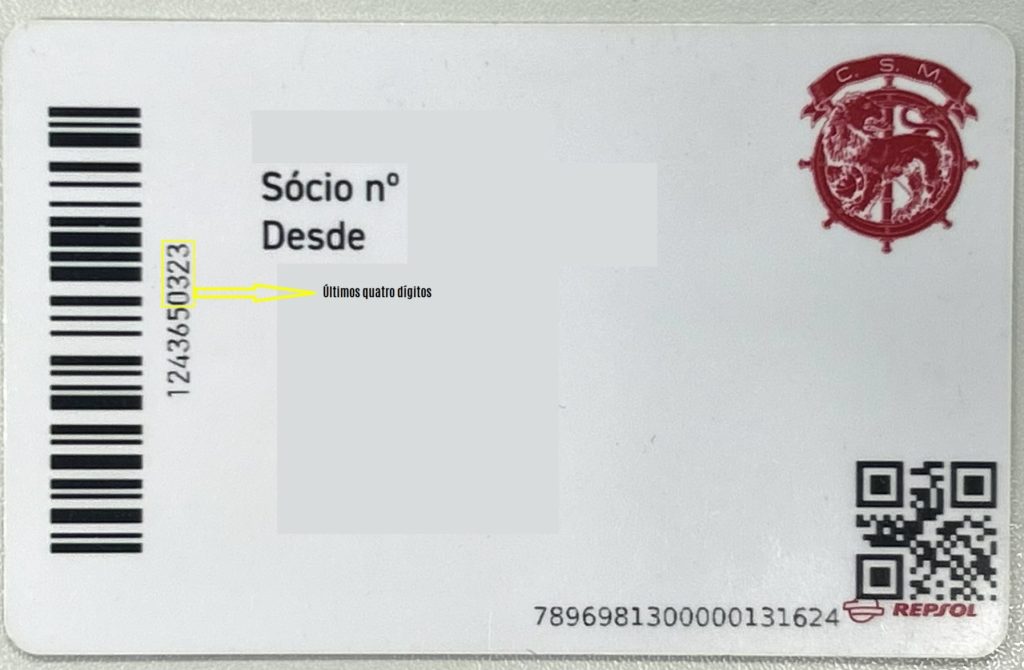 C. S. M.
Sócio nº
Desde
1243650323
Últimos quatro dígitos
7896981300000131624
REPSOL